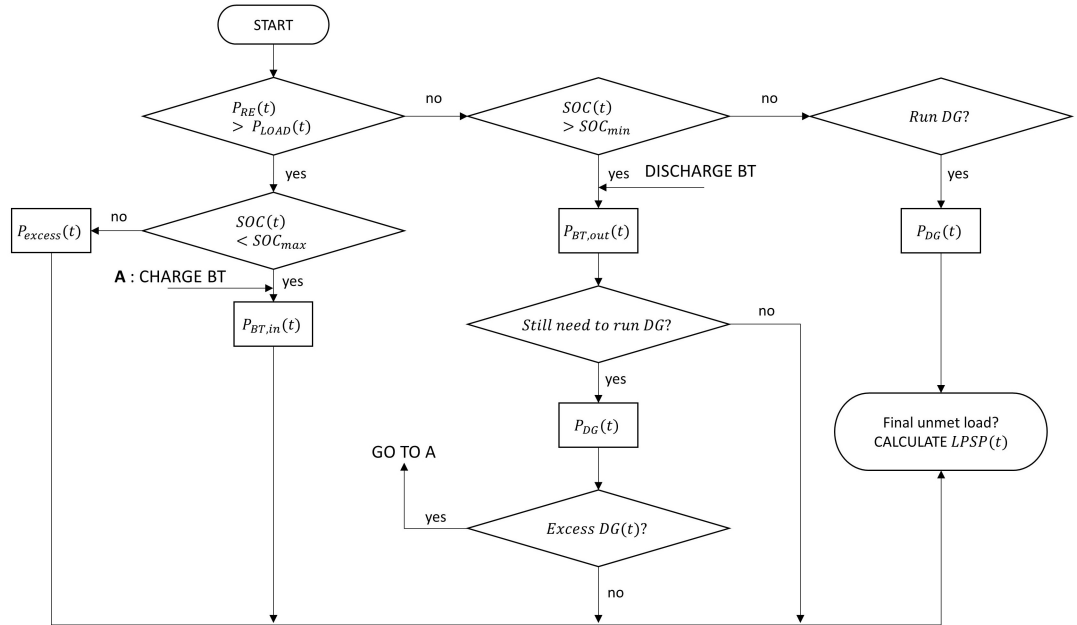 START
P_RE(t)
> P_LOAD(t)
no
SOC(t)
> SOC_min
no
Run DG?
yes
yes
DISCHARGE BT
yes
P_excess(t)
no
SOC(t)
< SOC_max
P_BT,out(t)
P_DG(t)
A : CHARGE BT
yes
P_BT,in(t)
Still need to run DG?
no
yes
P_DG(t)
Final unmet load?
CALCULATE LPSP(t)
GO TO A
yes
Excess DG(t)?
no